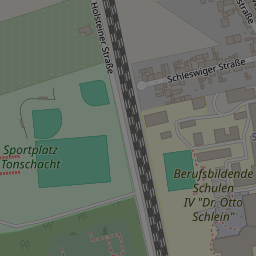 Holsteiner Straße
Schleswiger Straße
Sportplatz
Tonschacht
Berufsbildende
Schulen
IV "Dr. Otto
Schlein"